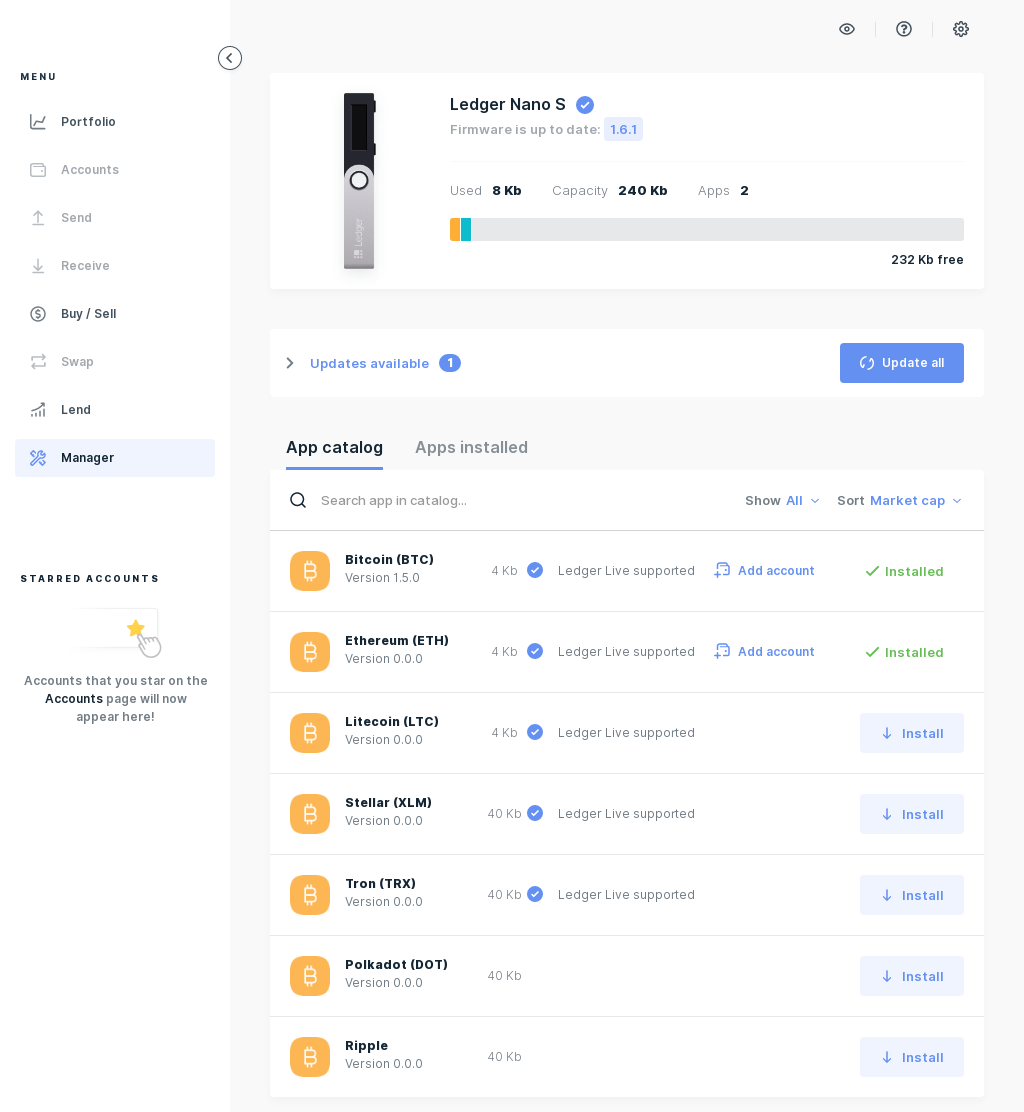 MENU
Portfolio
Accounts
Send
Receive
Buy / Sell
Swap
Lend
Manager
STARRED ACCOUNTS
Accounts that you star on the
Accounts page will now
appear here!
Ledger
Ledger Nano S
Firmware is up to date: 1.6.1
Used 8 Kb Capacity 240 Kb Apps 2
232 Kb free
Updates available 1
Update all
App catalog Apps installed
Search app in catalog... Show All Sort Market cap
Bitcoin (BTC)
Version 1.5.0
4 Kb Ledger Live supported Add account Installed
Ethereum (ETH)
Version 0.0.0
4 Kb Ledger Live supported Add account Installed
Litecoin (LTC)
Version 0.0.0
4 Kb Ledger Live supported Install
Stellar (XLM)
Version 0.0.0
40 Kb Ledger Live supported Install
Tron (TRX)
Version 0.0.0
40 Kb Ledger Live supported Install
Polkadot (DOT)
Version 0.0.0
40 Kb Install
Ripple
Version 0.0.0
40 Kb Install